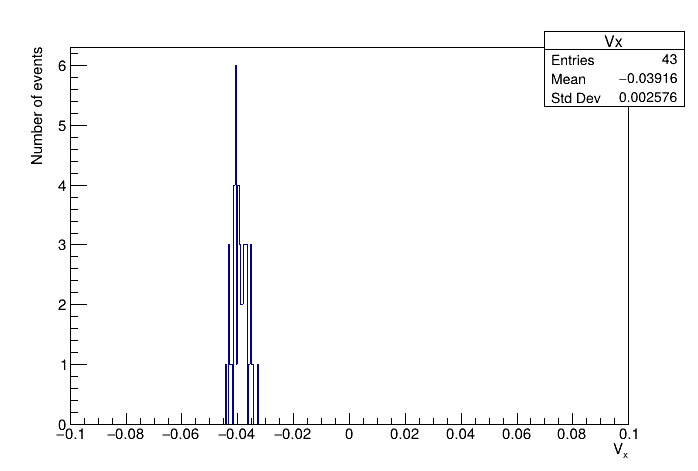 Vx
Entries 43
Mean −0.03916
Std Dev 0.002576
Number of events
6
5
4
3
2
1
0
−0.1 −0.08 −0.06 −0.04 −0.02 0 0.02 0.04 0.06 0.08 0.1
Vx